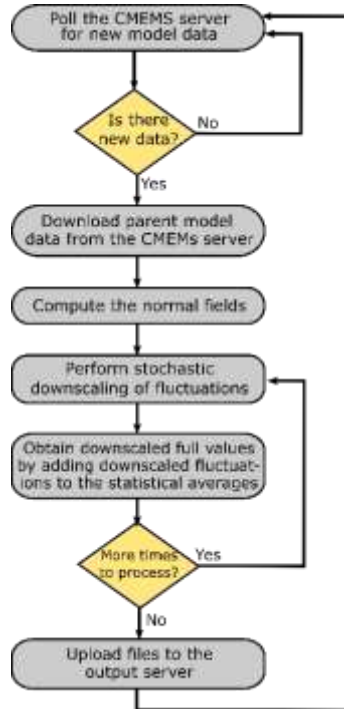 Poll the CMEMS server
for new model data
Is there
new data?
No
Yes
Download parent model
data from the CMEMs server
Compute the normal fields
Perform stochastic
downscaling of fluctuations
Obtain downscaled full values
by adding downscaled fluctuat-
ions to the statistical averages
More times
to process?
Yes
No
Upload files to the
output server